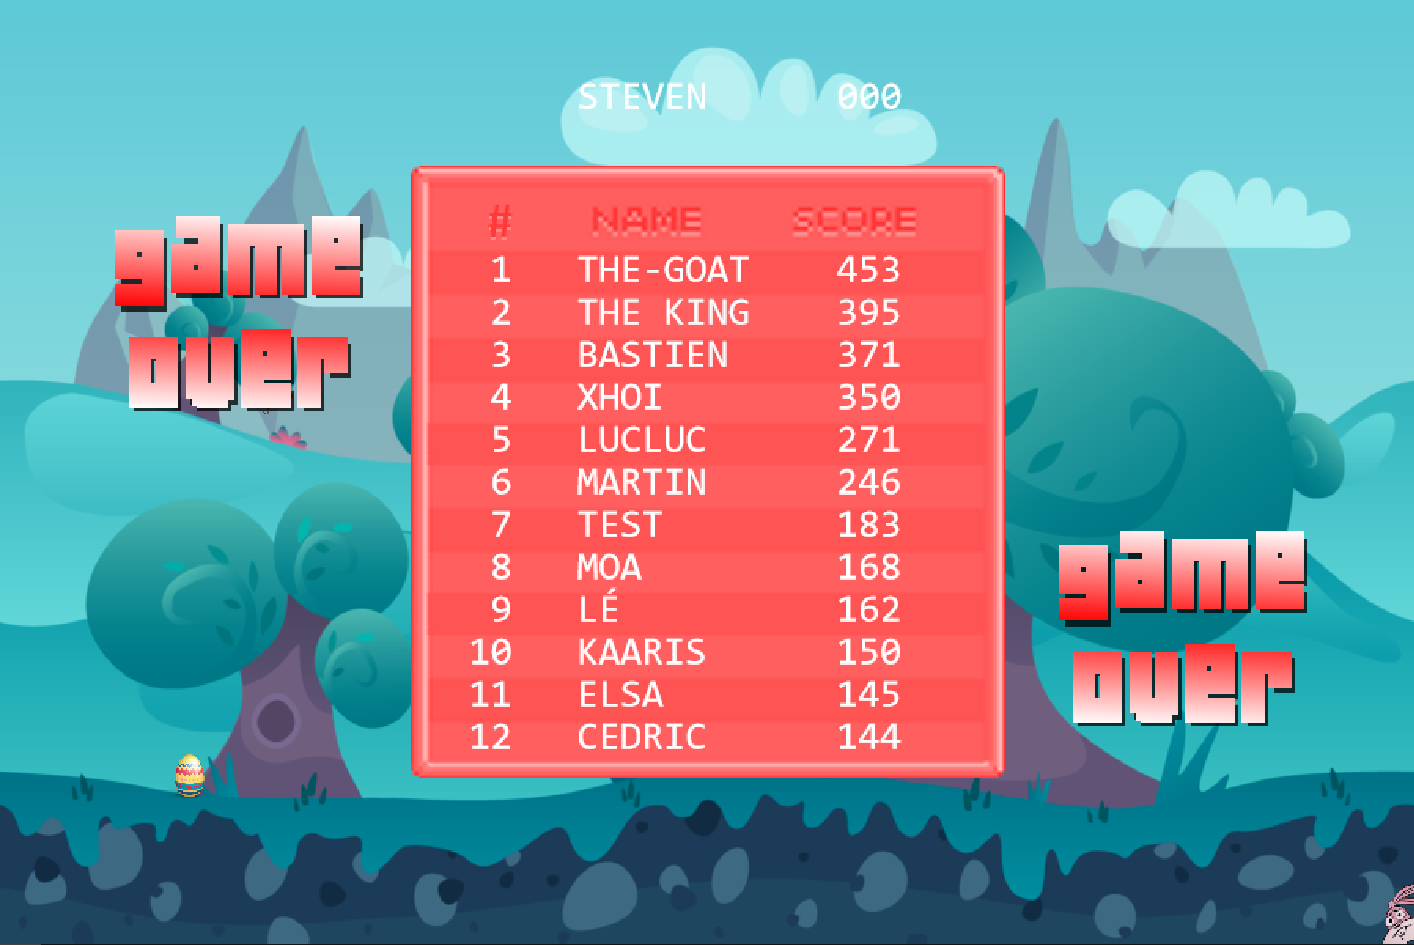 STEVEN 000
# NAME SCORE
1 THE-GOAT 453
2 THE KING 395
3 BASTIEN 371
4 XHOI 350
5 LUCLUC 271
6 MARTIN 246
7 TEST 183
8 MOA 168
9 LÉ 162
10 KAARIS 150
11 ELSA 145
12 CEDRIC 144
game
over
game
over